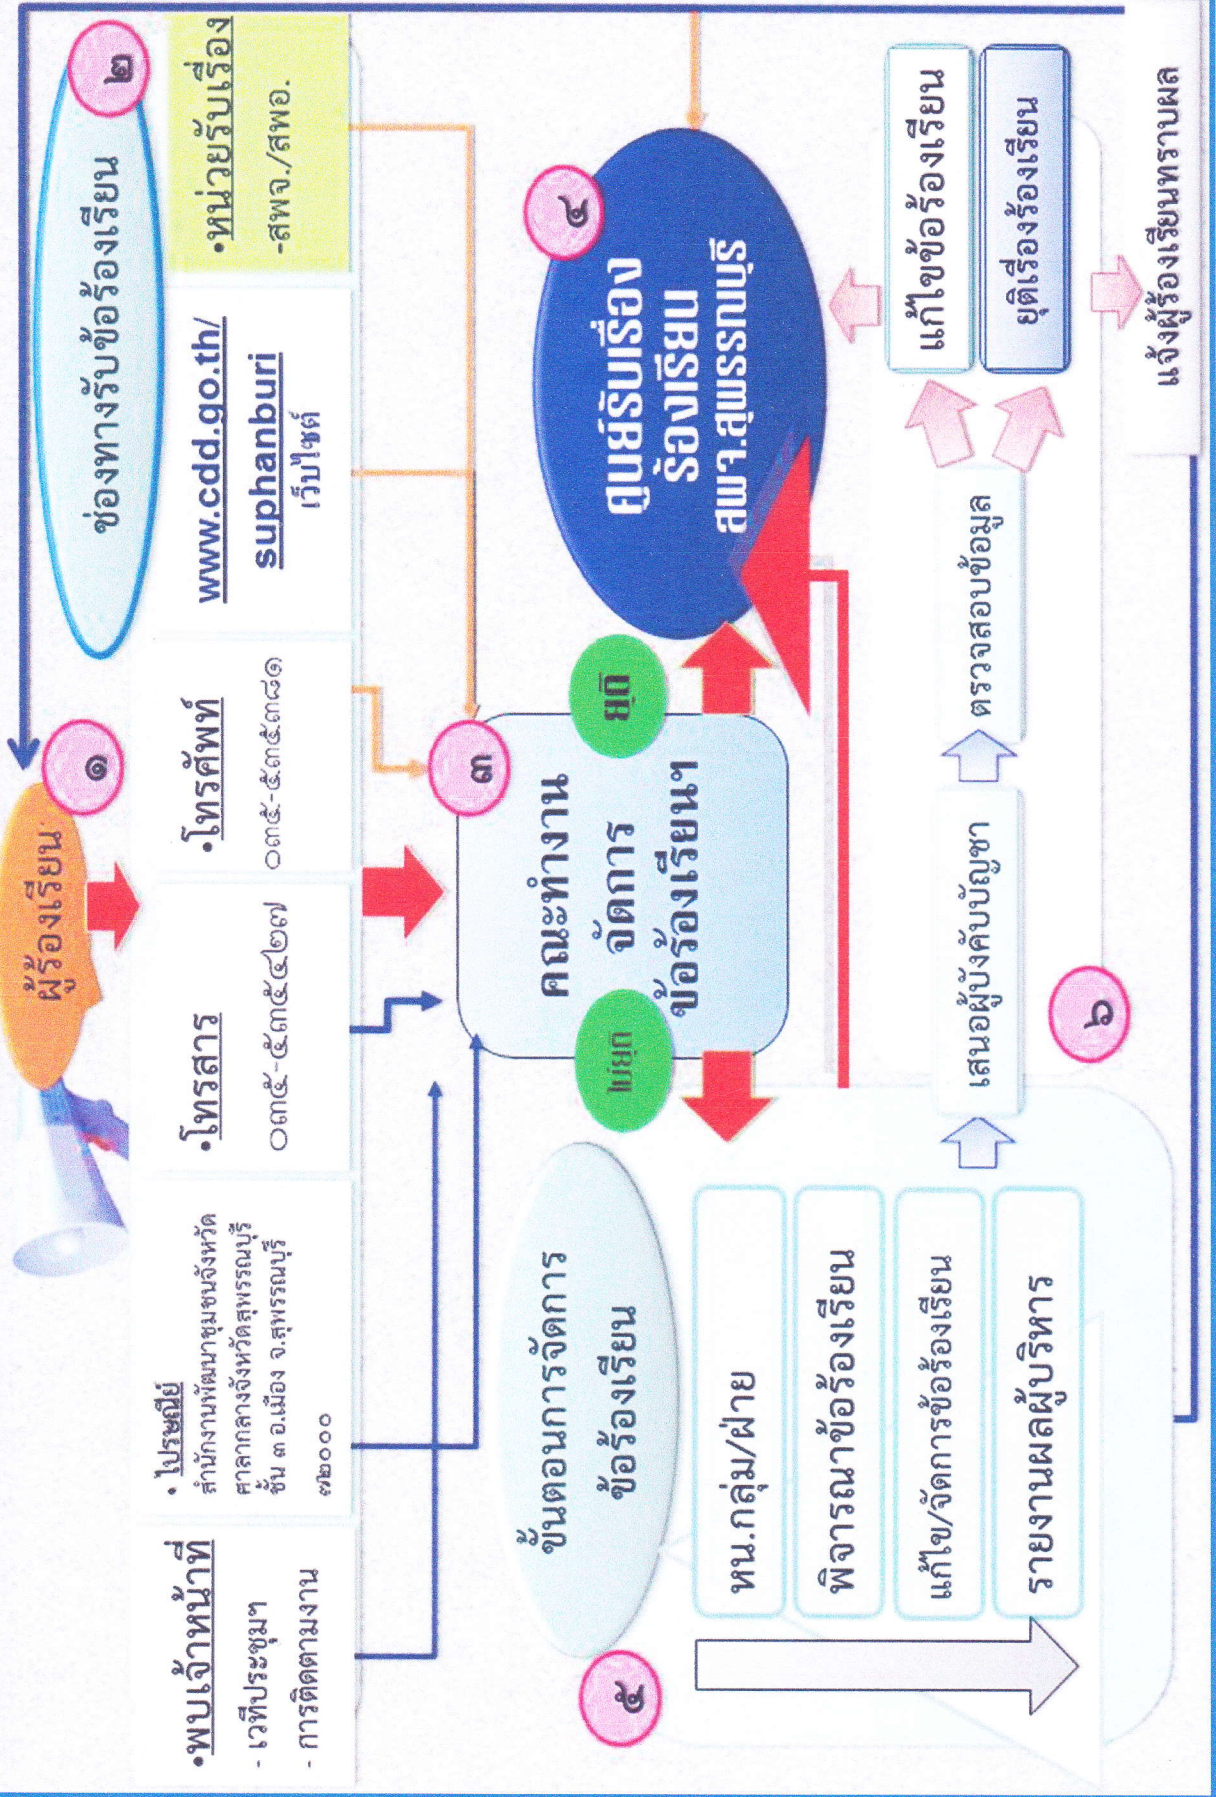 ผู้ร้องเรียน
๑
ช่องทางรับข้อร้องเรียน
๒
•พบเจ้าหน้าที่
- เวทีประชุมฯ
- การติดตามงาน
• ไปรษณีย์
สำนักงานพัฒนาชุมชนจังหวัด
ศาลากลางจังหวัดสุพรรณบุรี
ชั้น ๓ อ.เมือง จ.สุพรรณบุรี
๗๒๐๐๐
•โทรสาร
๐๓๕-๕๓๕๔๒๗
•โทรศัพท์
๐๓๕-๕๓๕๓๘๑
www.cdd.go.th/
suphanburi
เว็บไซต์
•หน่วยรับเรื่อง
-สพจ./สพอ.
๓
คณะทำงาน
จัดการ
ข้อร้องเรียนฯ
ไม่ยุติ
ยุติ
๔
ศูนย์รับเรื่อง
ร้องเรียน
สพจ.สุพรรณบุรี
๕
ขั้นตอนการจัดการ
ข้อร้องเรียน
หน.กลุ่ม/ฝ่าย
พิจารณาข้อร้องเรียน
แก้ไข/จัดการข้อร้องเรียน
รายงานผลผู้บริหาร
๖
เสนอผู้บังคับบัญชา
ตรวจสอบข้อมูล
แก้ไขข้อร้องเรียน
ยุติเรื่องร้องเรียน
แจ้งผู้ร้องเรียนทราบผล